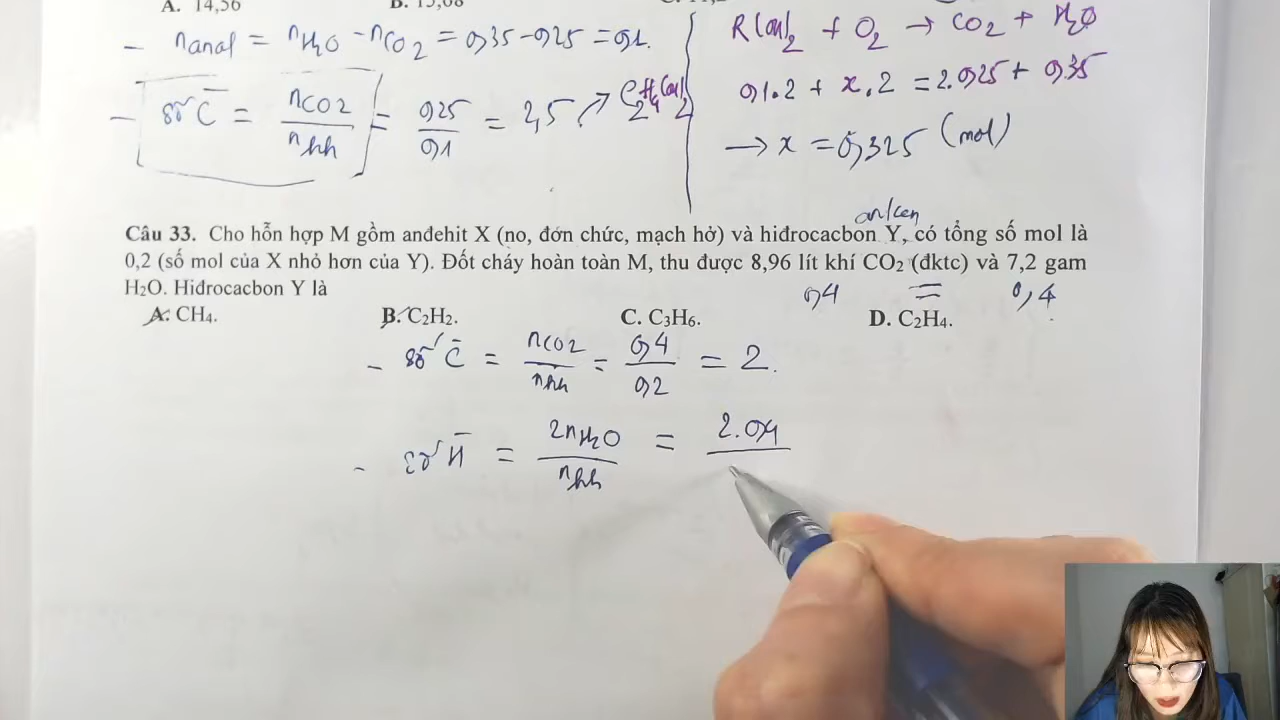 A. 14,56
- nanol = nH2O - nCO2 = 0,35 - 0,25 = 0,1.
- số C̅ = nCO2 / nhh = 0,25 / 0,1 = 2,5 → C2H4(OH)2
R(OH)2 + O2 → CO2 + H2O
0,1.2 + x.2 = 2.0,25 + 0,35
→ x = 0,325 (mol)
anken
Câu 33. Cho hỗn hợp M gồm anđehit X (no, đơn chức, mạch hở) và hiđrocacbon Y, có tổng số mol là
0,2 (số mol của X nhỏ hơn của Y). Đốt cháy hoàn toàn M, thu được 8,96 lít khí CO2 (đktc) và 7,2 gam
H2O. Hiđrocacbon Y là
0,4 = 0,4
A. CH4. B. C2H2. C. C3H6. D. C2H4.
- số C̅ = nCO2 / nhh = 0,4 / 0,2 = 2.
- số H̅ = 2nH2O / nhh = 2.0,4